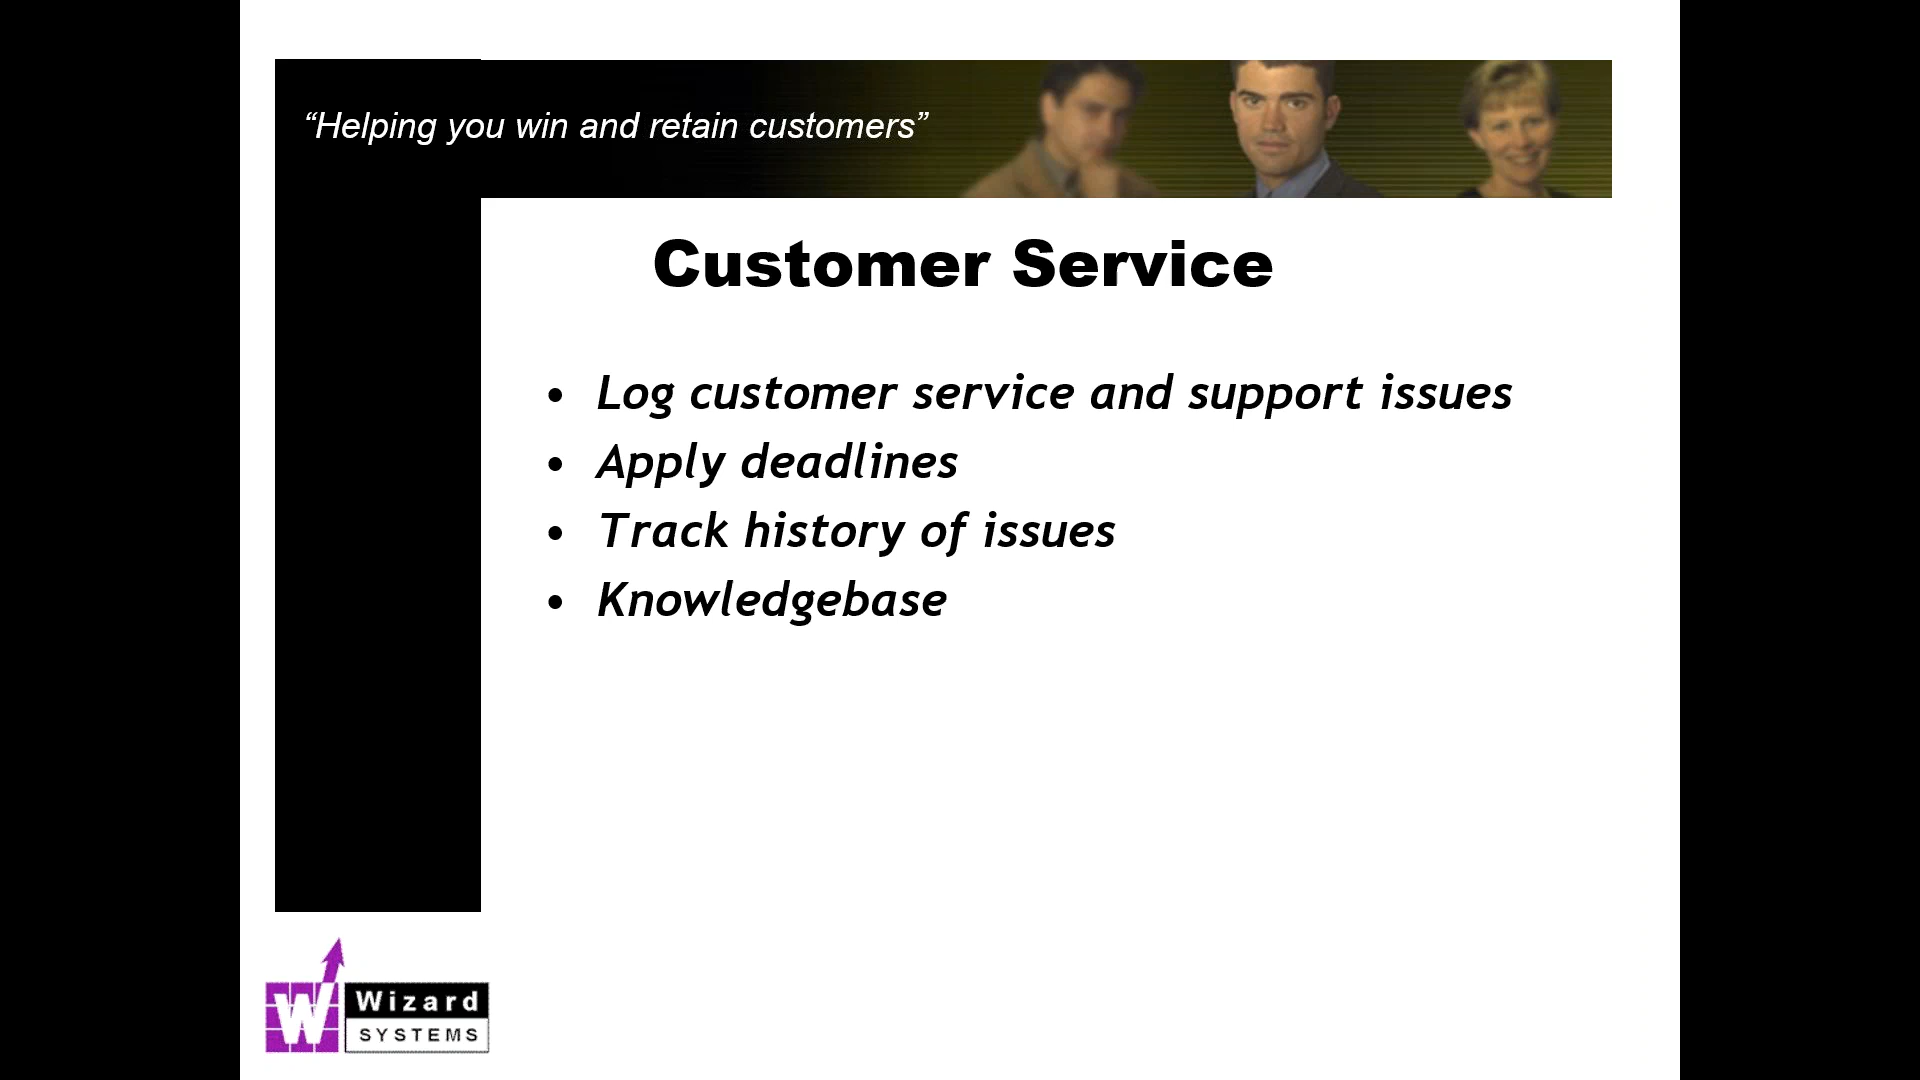 “Helping you win and retain customers”
Customer Service
• Log customer service and support issues
• Apply deadlines
• Track history of issues
• Knowledgebase
W Wizard
SYSTEMS